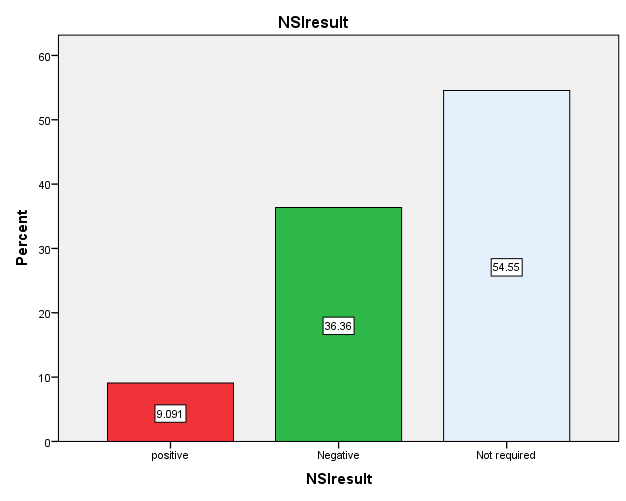 NSIresult
60
50
40
30
20
10
0
Percent
9.091
36.36
54.55
positive
Negative
Not required
NSIresult